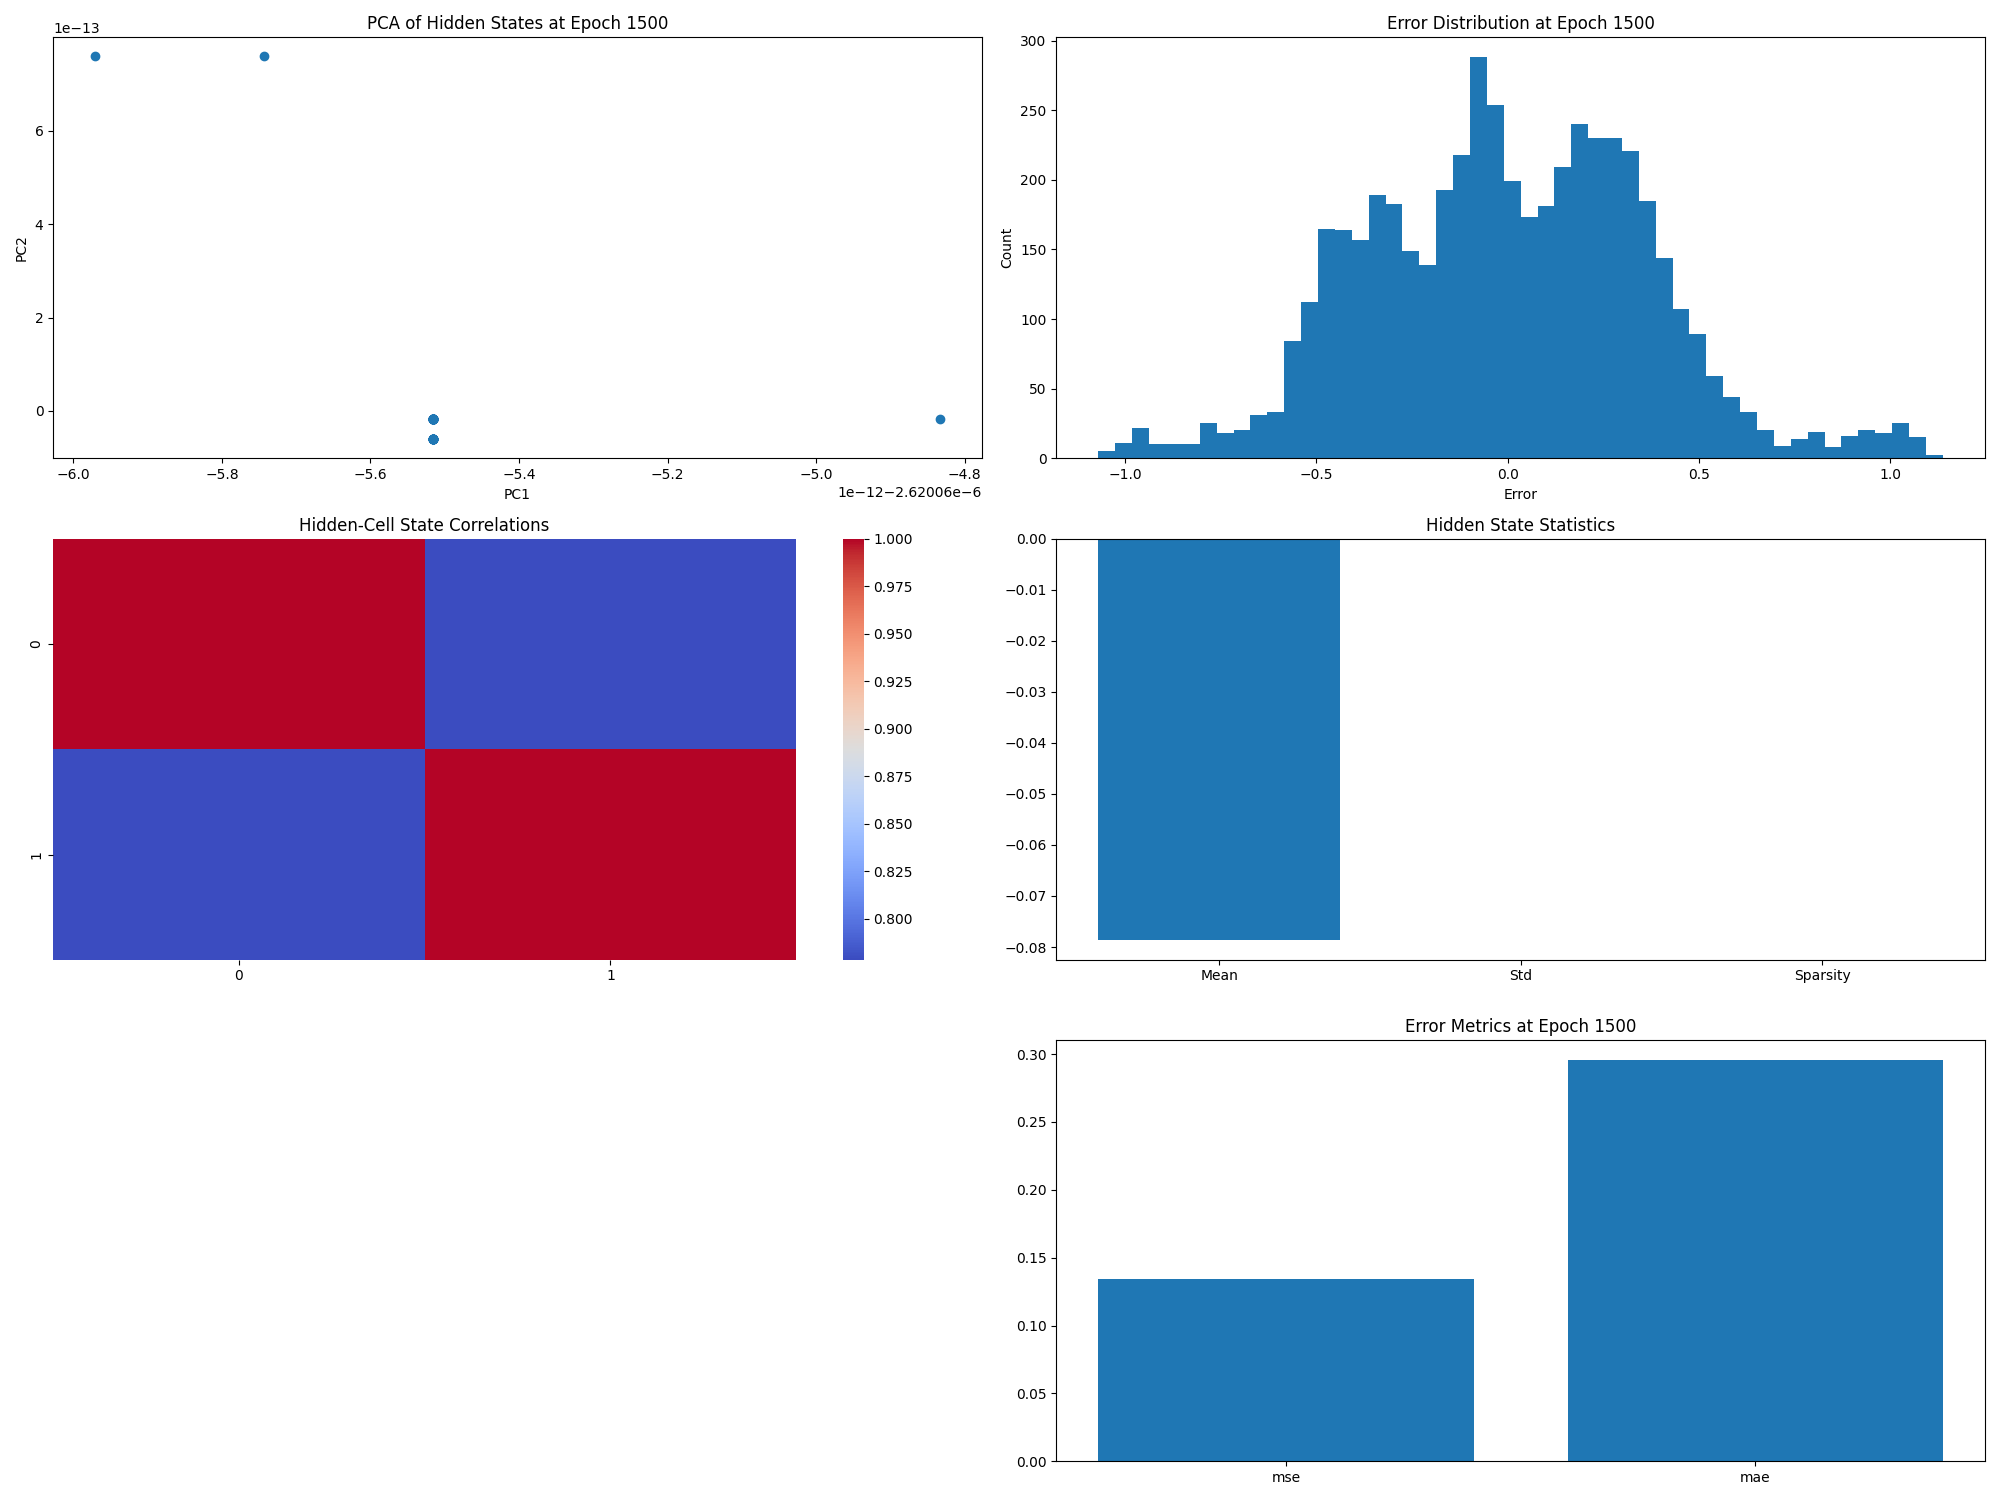 PCA of Hidden States at Epoch 1500
1e−13
6
4
2
0
PC2
−6.0 −5.8 −5.6 −5.4 −5.2 −5.0 −4.8
PC1
1e−12−2.62006e−6
Error Distribution at Epoch 1500
300
250
200
150
100
50
0
Count
−1.0 −0.5 0.0 0.5 1.0
Error
Hidden-Cell State Correlations
0
1
0 1
1.000
0.975
0.950
0.925
0.900
0.875
0.850
0.825
0.800
Hidden State Statistics
0.00
−0.01
−0.02
−0.03
−0.04
−0.05
−0.06
−0.07
−0.08
Mean Std Sparsity
Error Metrics at Epoch 1500
0.30
0.25
0.20
0.15
0.10
0.05
0.00
mse mae